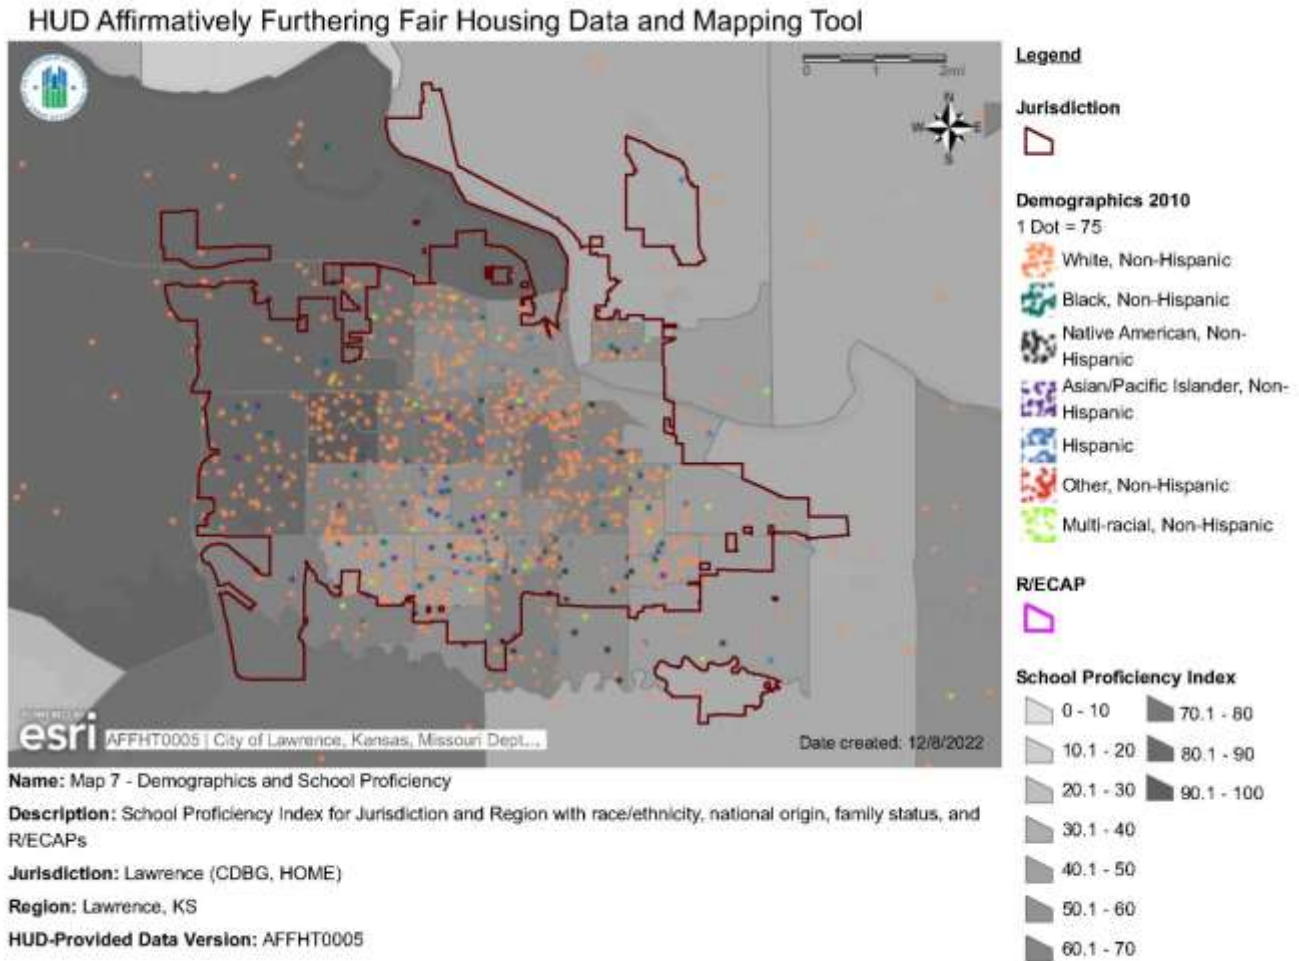 HUD Affirmatively Furthering Fair Housing Data and Mapping Tool
0 1 2mi
N
W E
S
POWERED BY
esri
AFFHT0005 | City of Lawrence, Kansas, Missouri Dept....
Date created: 12/8/2022
Name: Map 7 - Demographics and School Proficiency
Description: School Proficiency Index for Jurisdiction and Region with race/ethnicity, national origin, family status, and
R/ECAPs
Jurisdiction: Lawrence (CDBG, HOME)
Region: Lawrence, KS
HUD-Provided Data Version: AFFHT0005
Legend
Jurisdiction
Demographics 2010
1 Dot = 75
White, Non-Hispanic
Black, Non-Hispanic
Native American, Non-
Hispanic
Asian/Pacific Islander, Non-
Hispanic
Hispanic
Other, Non-Hispanic
Multi-racial, Non-Hispanic
R/ECAP
School Proficiency Index
0 - 10
10.1 - 20
20.1 - 30
30.1 - 40
40.1 - 50
50.1 - 60
60.1 - 70
70.1 - 80
80.1 - 90
90.1 - 100